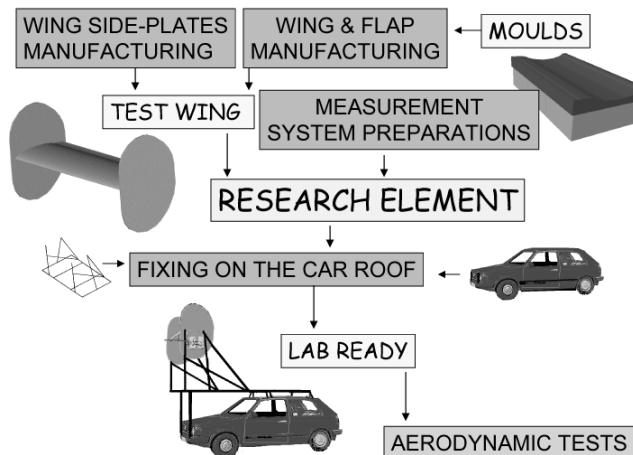 WING SIDE-PLATES
MANUFACTURING
WING & FLAP
MANUFACTURING
MOULDS
TEST WING
MEASUREMENT
SYSTEM PREPARATIONS
RESEARCH ELEMENT
FIXING ON THE CAR ROOF
LAB READY
AERODYNAMIC TESTS